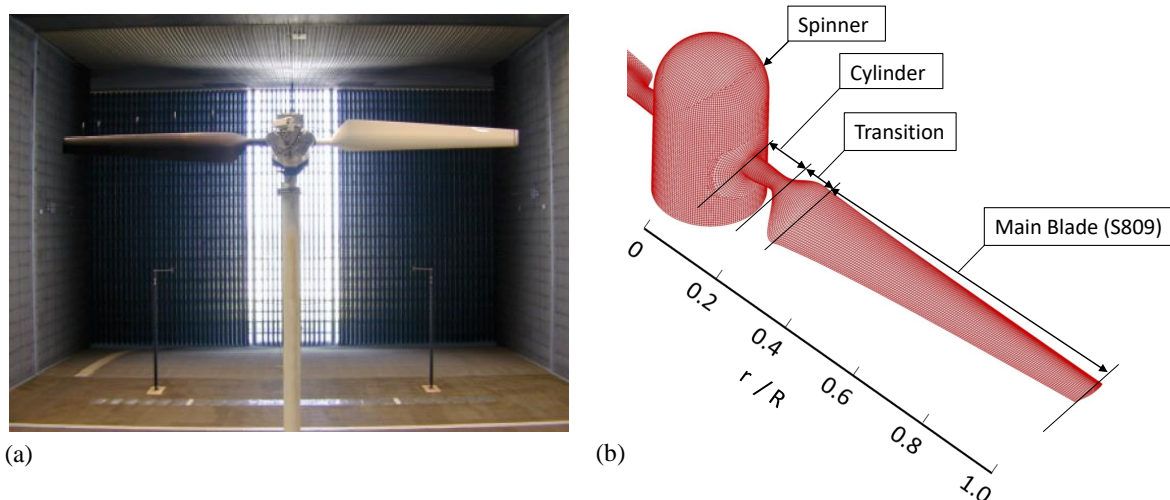 Spinner
Cylinder
Transition
Main Blade (S809)
0
0.2
0.4
0.6
0.8
1.0
r / R
(a)
(b)